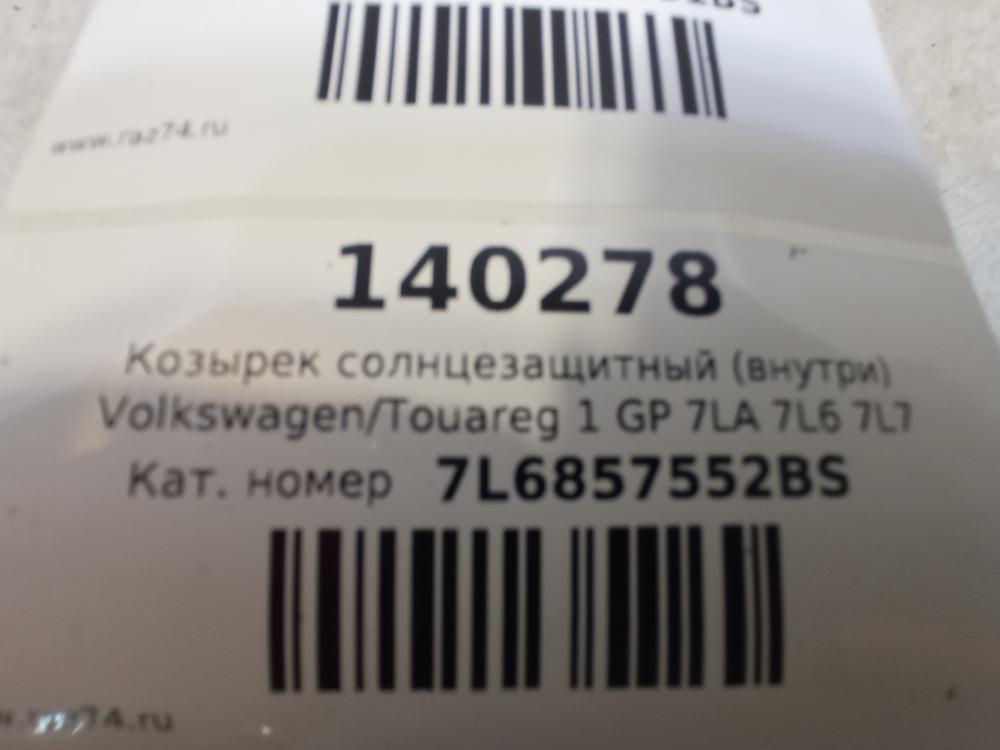 www.raz74.ru
140278
Козырек солнцезащитный (внутри)
Volkswagen/Touareg 1 GP 7LA 7L6 7L7
Кат. номер 7L6857552BS